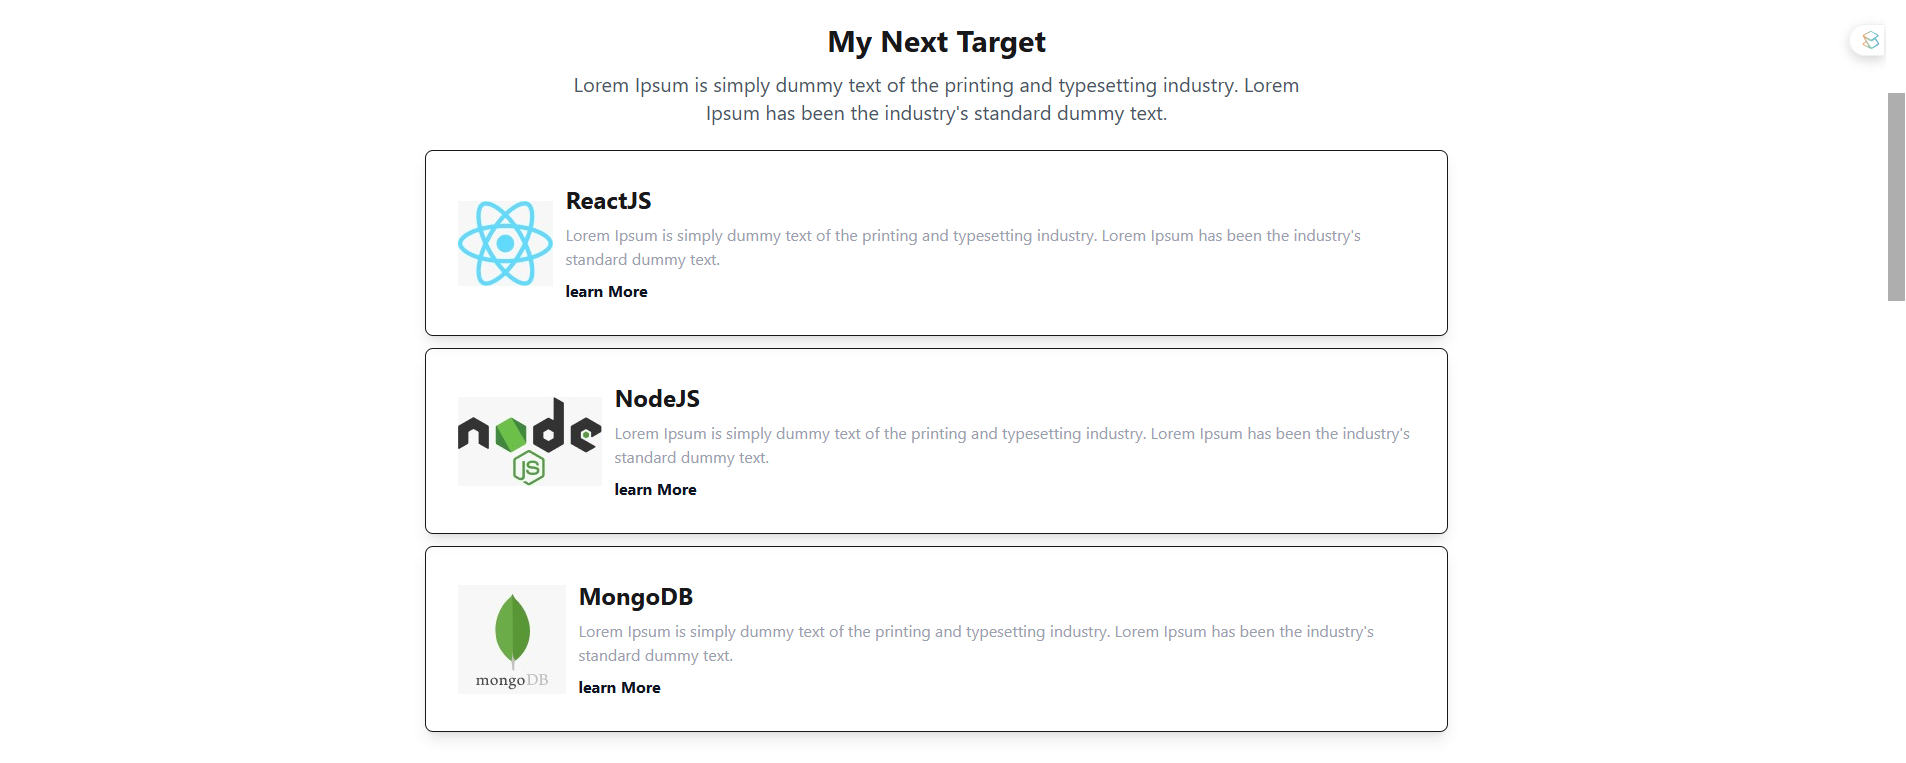 My Next Target
Lorem Ipsum is simply dummy text of the printing and typesetting industry. Lorem
Ipsum has been the industry's standard dummy text.
ReactJS
Lorem Ipsum is simply dummy text of the printing and typesetting industry. Lorem Ipsum has been the industry's
standard dummy text.
learn More
node
JS
NodeJS
Lorem Ipsum is simply dummy text of the printing and typesetting industry. Lorem Ipsum has been the industry's
standard dummy text.
learn More
mongoDB
MongoDB
Lorem Ipsum is simply dummy text of the printing and typesetting industry. Lorem Ipsum has been the industry's
standard dummy text.
learn More